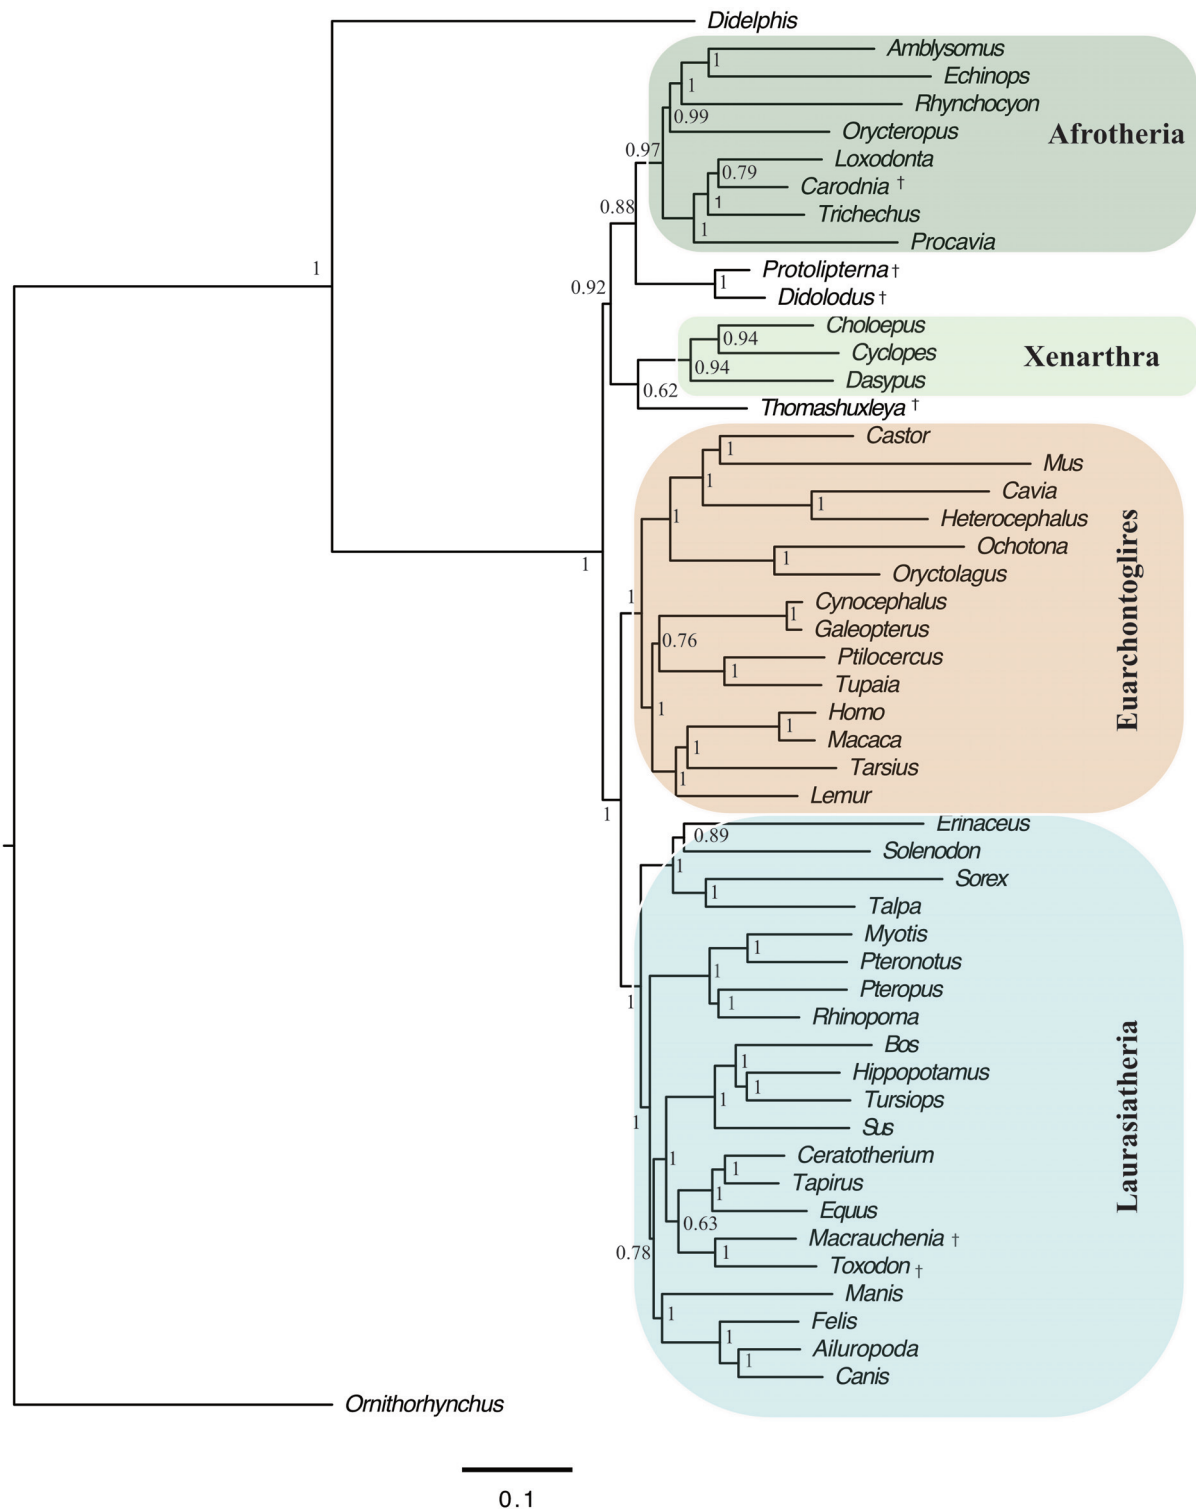 Didelphis
Amblysomus
1
Echinops
1
Rhynchocyon
0.99
Orycteropus
Afrotheria
0.97
Loxodonta
0.79
Carodnia †
1
Trichechus
0.88
1
Procavia
1
Protolipterna †
1
Didolodus †
0.92
Choloepus
0.94
Cyclopes
Xenarthra
0.94
Dasypus
0.62
Thomashuxleya †
Castor
1
Mus
1
Cavia
1
Heterocephalus
1
Ochotona
1
Oryctolagus
1
Euarchontoglires
1
Cynocephalus
1
Galeopterus
0.76
Ptilocercus
1
Tupaia
1
Homo
1
Macaca
1
Tarsius
1
Lemur
1
Erinaceus
0.89
Solenodon
1
Sorex
1
Talpa
Myotis
1
Pteronotus
1
Pteropus
1
1
Rhinopoma
Bos
1
Hippopotamus
1
Tursiops
1
Sus
1
Laurasiatheria
Ceratotherium
1
1
Tapirus
1
Equus
0.63
Macrauchenia †
0.78
1
Toxodon †
Manis
1
Felis
1
Ailuropoda
1
Canis
Ornithorhynchus
0.1